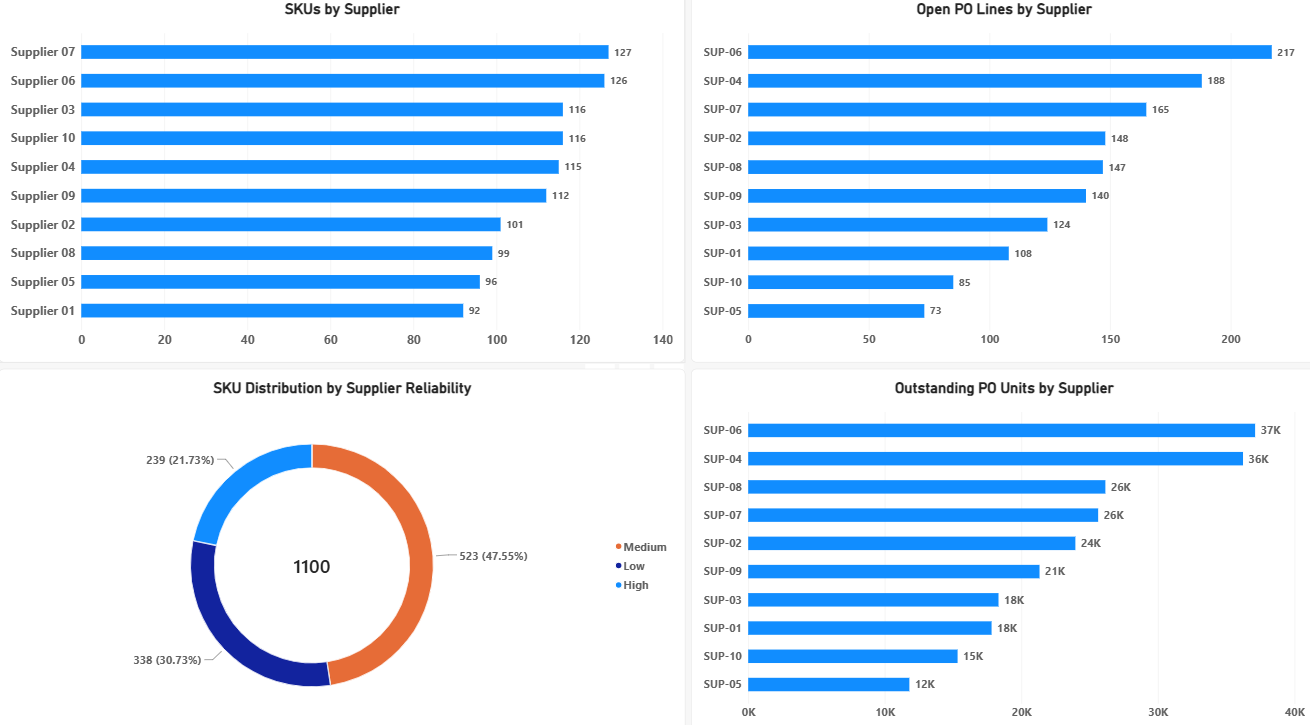 SKUs by Supplier
Supplier 07 127
Supplier 06 126
Supplier 03 116
Supplier 10 116
Supplier 04 115
Supplier 09 112
Supplier 02 101
Supplier 08 99
Supplier 05 96
Supplier 01 92
0 20 40 60 80 100 120 140
Open PO Lines by Supplier
SUP-06 217
SUP-04 188
SUP-07 165
SUP-02 148
SUP-08 147
SUP-09 140
SUP-03 124
SUP-01 108
SUP-10 85
SUP-05 73
0 50 100 150 200
SKU Distribution by Supplier Reliability
239 (21.73%)
523 (47.55%)
1100
338 (30.73%)
Medium
Low
High
Outstanding PO Units by Supplier
SUP-06 37K
SUP-04 36K
SUP-08 26K
SUP-07 26K
SUP-02 24K
SUP-09 21K
SUP-03 18K
SUP-01 18K
SUP-10 15K
SUP-05 12K
0K 10K 20K 30K 40K